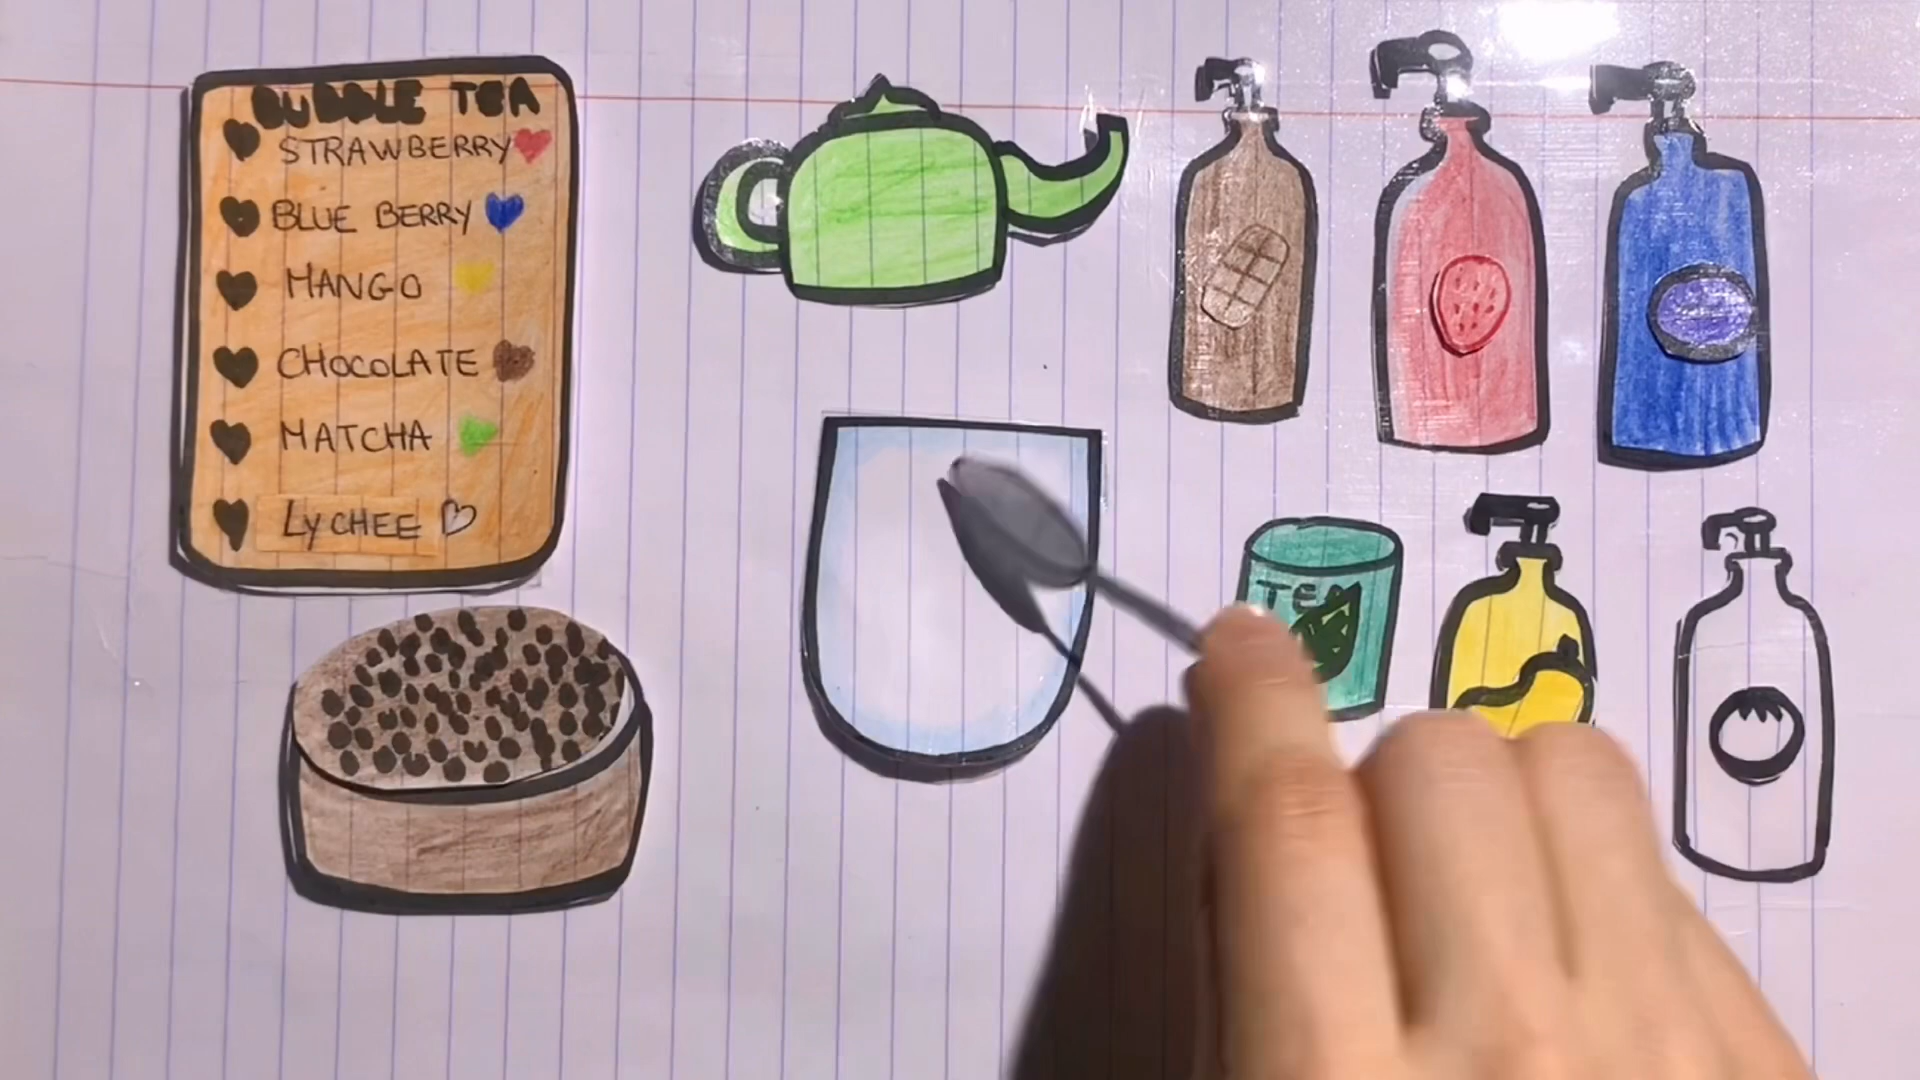 BUBBLE TEA
STRAWBERRY
BLUE BERRY
MANGO
CHOCOLATE
MATCHA
LYCHEE
TEA